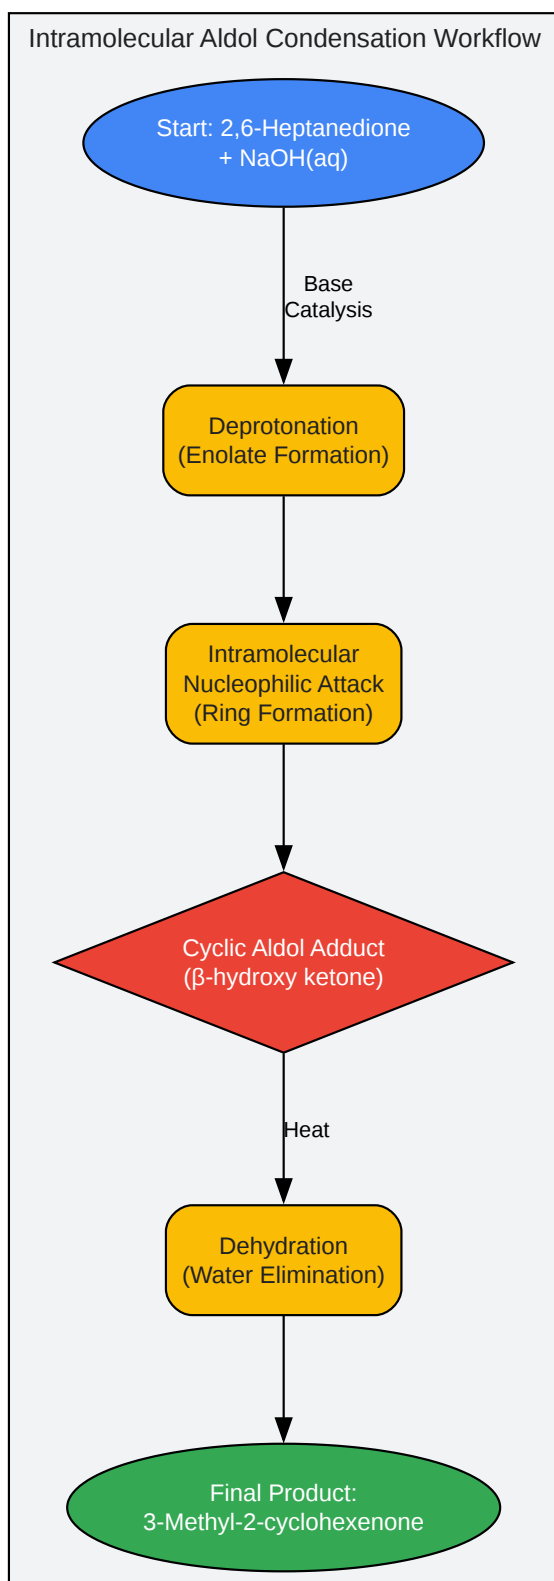 Intramolecular Aldol Condensation Workflow
Start: 2,6-Heptanedione
+ NaOH(aq)
Base
Catalysis
Deprotonation
(Enolate Formation)
Intramolecular
Nucleophilic Attack
(Ring Formation)
Cyclic Aldol Adduct
(β-hydroxy ketone)
Heat
Dehydration
(Water Elimination)
Final Product:
3-Methyl-2-cyclohexenone